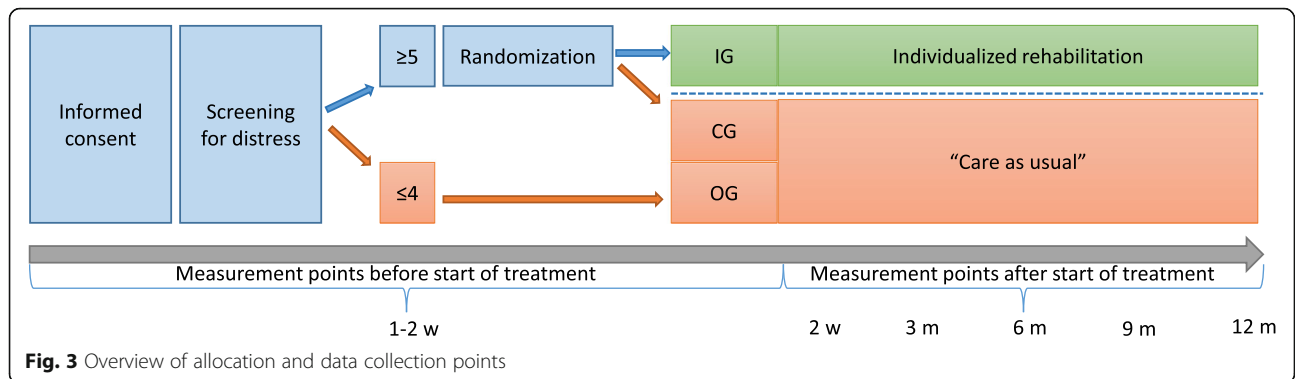 Informed
consent
Screening
for distress
≥5
≤4
Randomization
IG
CG
OG
Individualized rehabilitation
“Care as usual”
Measurement points before start of treatment
Measurement points after start of treatment
1-2 w
2 w
3 m
6 m
9 m
12 m
Fig. 3 Overview of allocation and data collection points